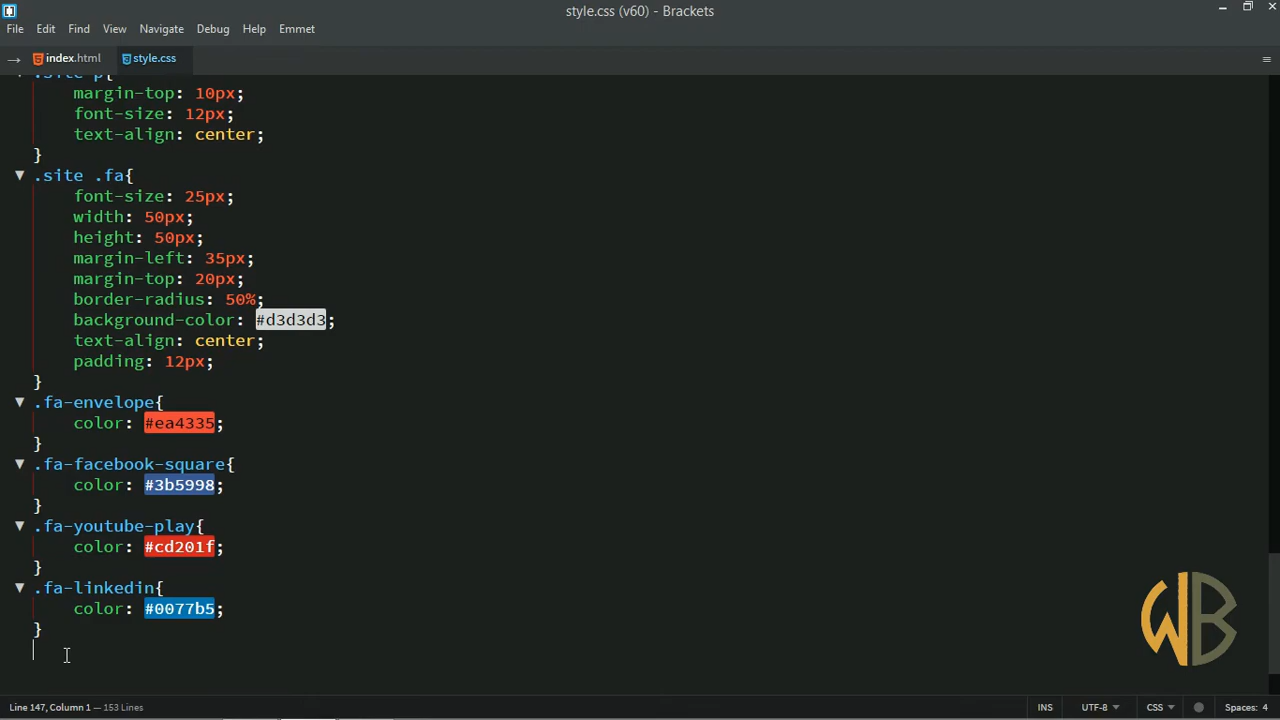 style.css (v60) - Brackets
File Edit Find View Navigate Debug Help Emmet
index.html style.css
.site p{
margin-top: 10px;
font-size: 12px;
text-align: center;
}
.site .fa{
font-size: 25px;
width: 50px;
height: 50px;
margin-left: 35px;
margin-top: 20px;
border-radius: 50%;
background-color: #d3d3d3;
text-align: center;
padding: 12px;
}
.fa-envelope{
color: #ea4335;
}
.fa-facebook-square{
color: #3b5998;
}
.fa-youtube-play{
color: #cd201f;
}
.fa-linkedin{
color: #0077b5;
}
WB
Line 147, Column 1 — 153 Lines INS UTF-8 CSS Spaces: 4